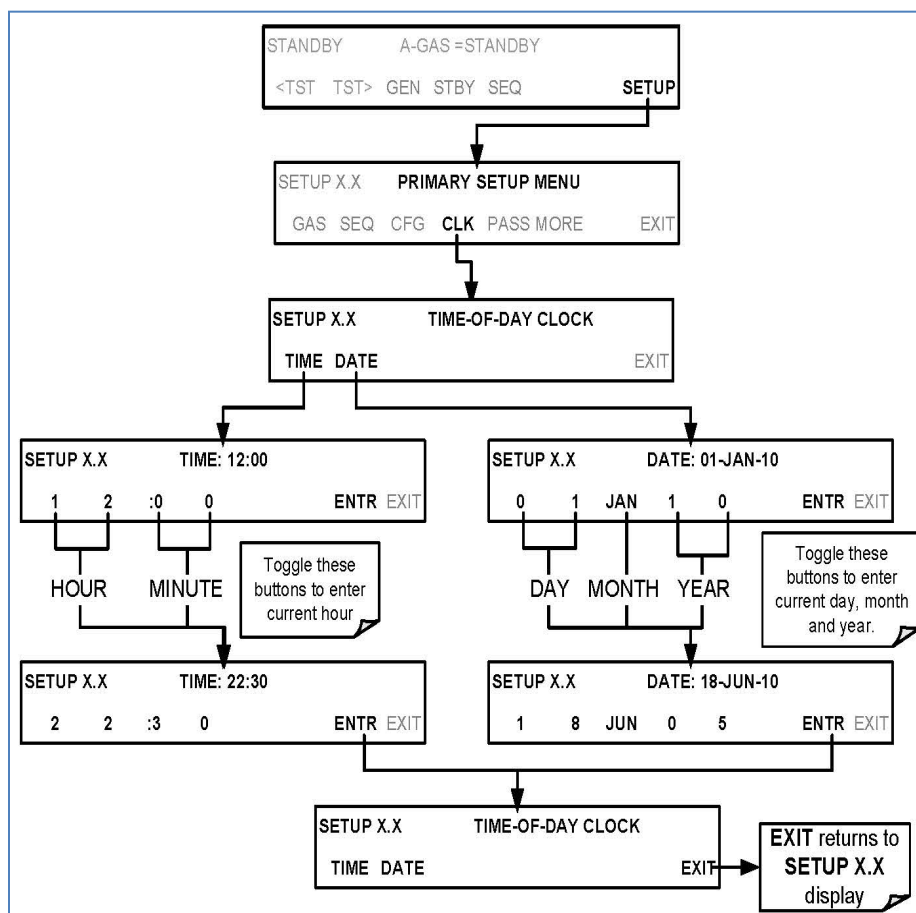 STANDBY A-GAS =STANDBY
<TST TST> GEN STBY SEQ SETUP
SETUP X.X PRIMARY SETUP MENU
GAS SEQ CFG CLK PASS MORE EXIT
SETUP X.X TIME-OF-DAY CLOCK
TIME DATE EXIT
SETUP X.X TIME: 12:00
1 2 :0 0 ENTR EXIT
HOUR MINUTE
Toggle these
buttons to enter
current hour
SETUP X.X DATE: 01-JAN-10
0 1 JAN 1 0 ENTR EXIT
DAY MONTH YEAR
Toggle these
buttons to enter
current day, month
and year.
SETUP X.X TIME: 22:30
2 2 :3 0 ENTR EXIT
SETUP X.X DATE: 18-JUN-10
1 8 JUN 0 5 ENTR EXIT
SETUP X.X TIME-OF-DAY CLOCK
TIME DATE EXIT
EXIT returns to
SETUP X.X
display